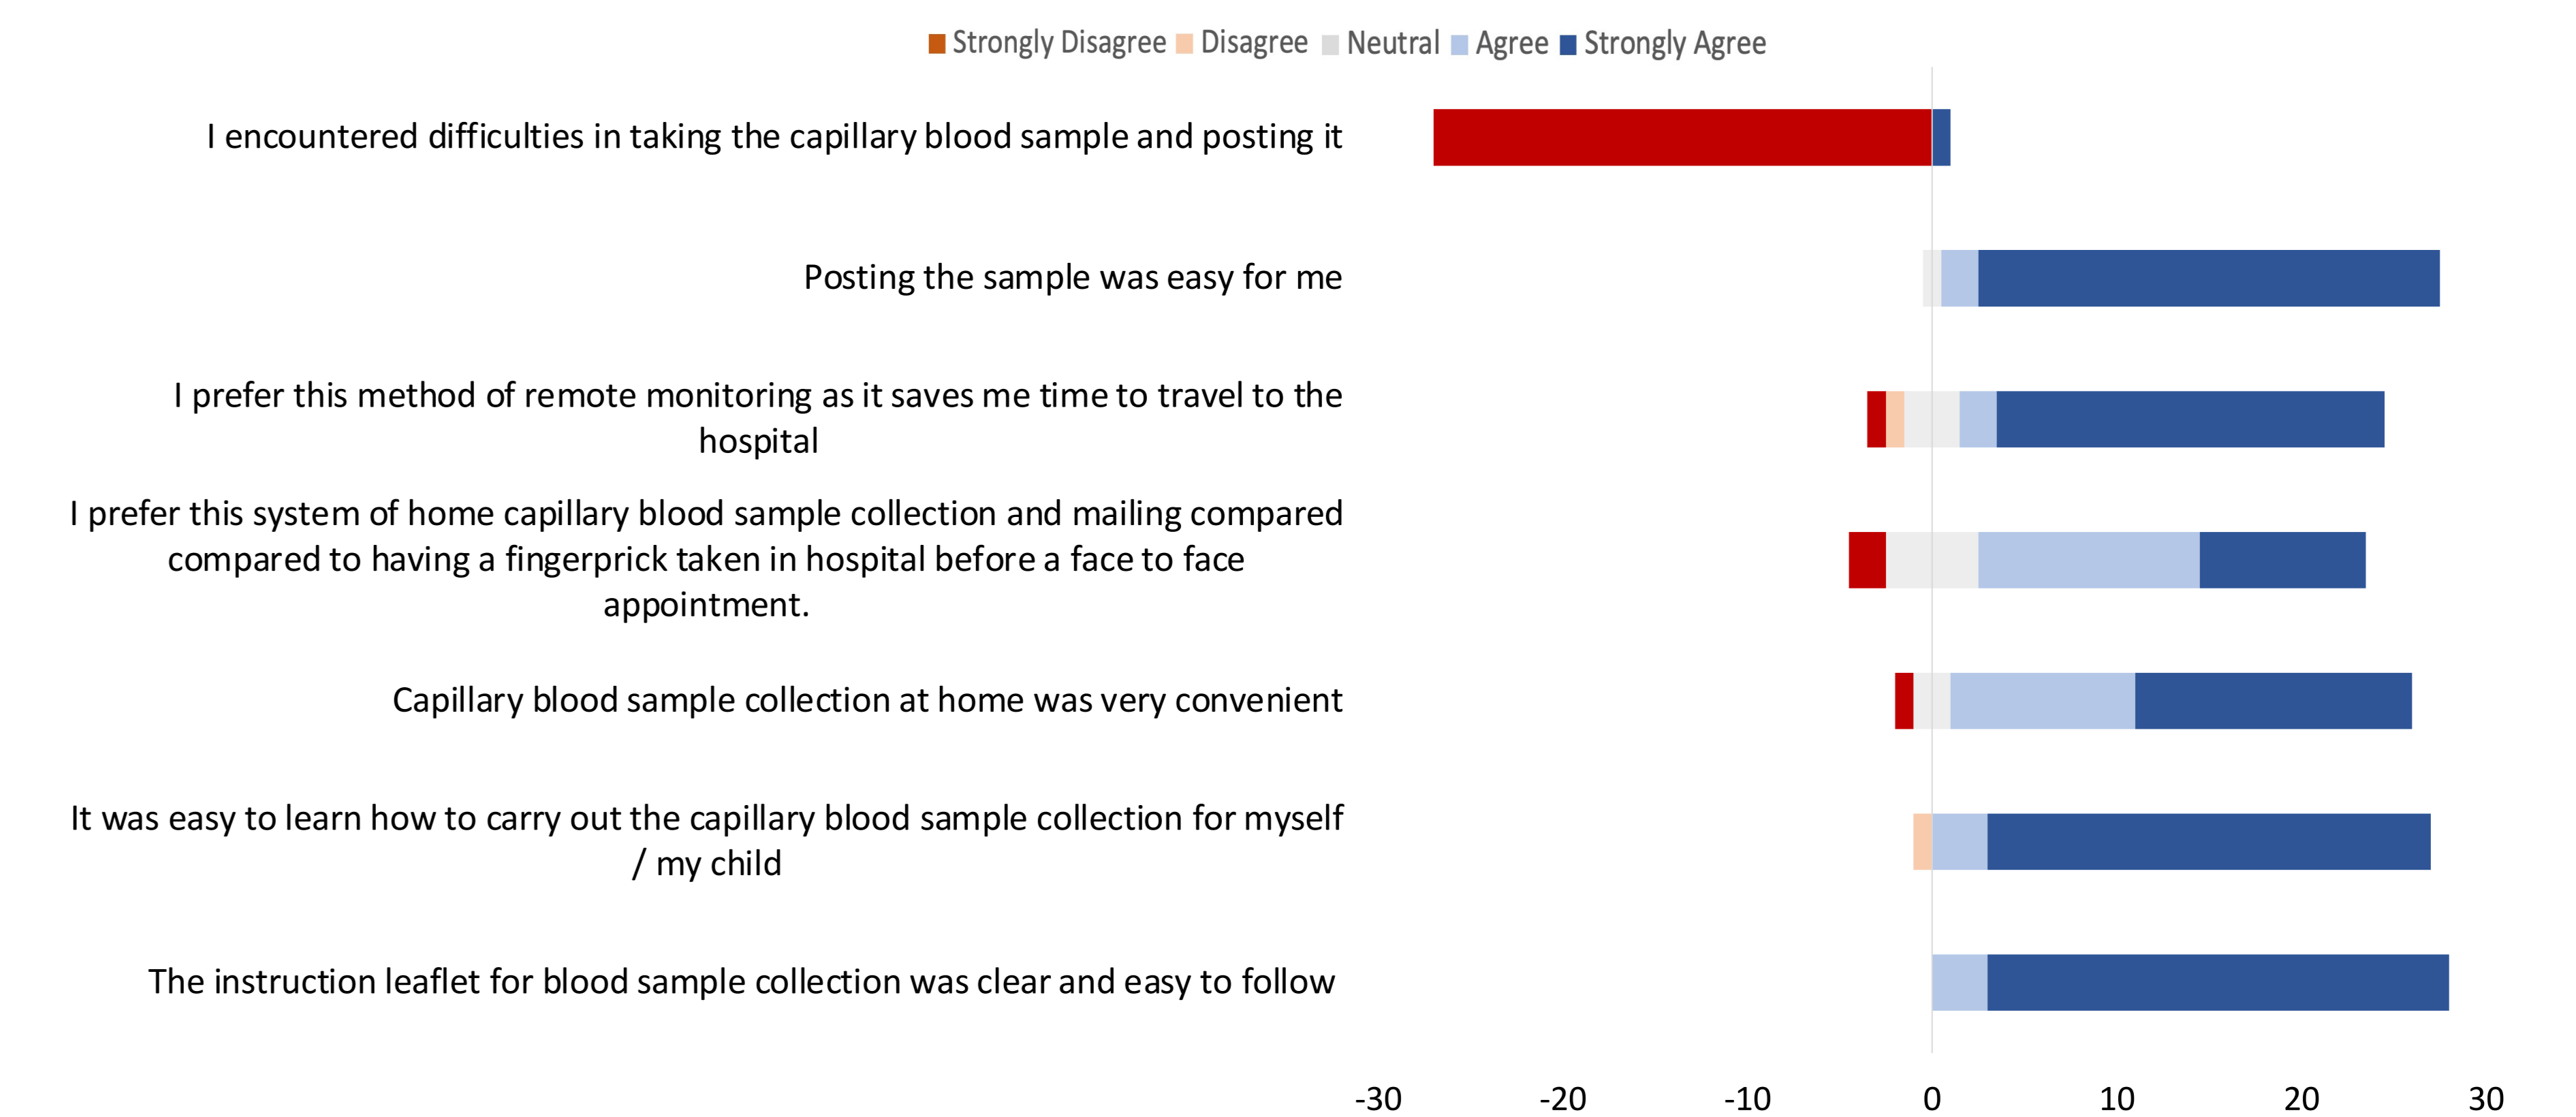 Strongly Disagree Disagree Neutral Agree Strongly Agree
I encountered difficulties in taking the capillary blood sample and posting it
Posting the sample was easy for me
I prefer this method of remote monitoring as it saves me time to travel to the
hospital
I prefer this system of home capillary blood sample collection and mailing compared
compared to having a fingerprick taken in hospital before a face to face
appointment.
Capillary blood sample collection at home was very convenient
It was easy to learn how to carry out the capillary blood sample collection for myself
/ my child
The instruction leaflet for blood sample collection was clear and easy to follow
-30 -20 -10 0 10 20 30